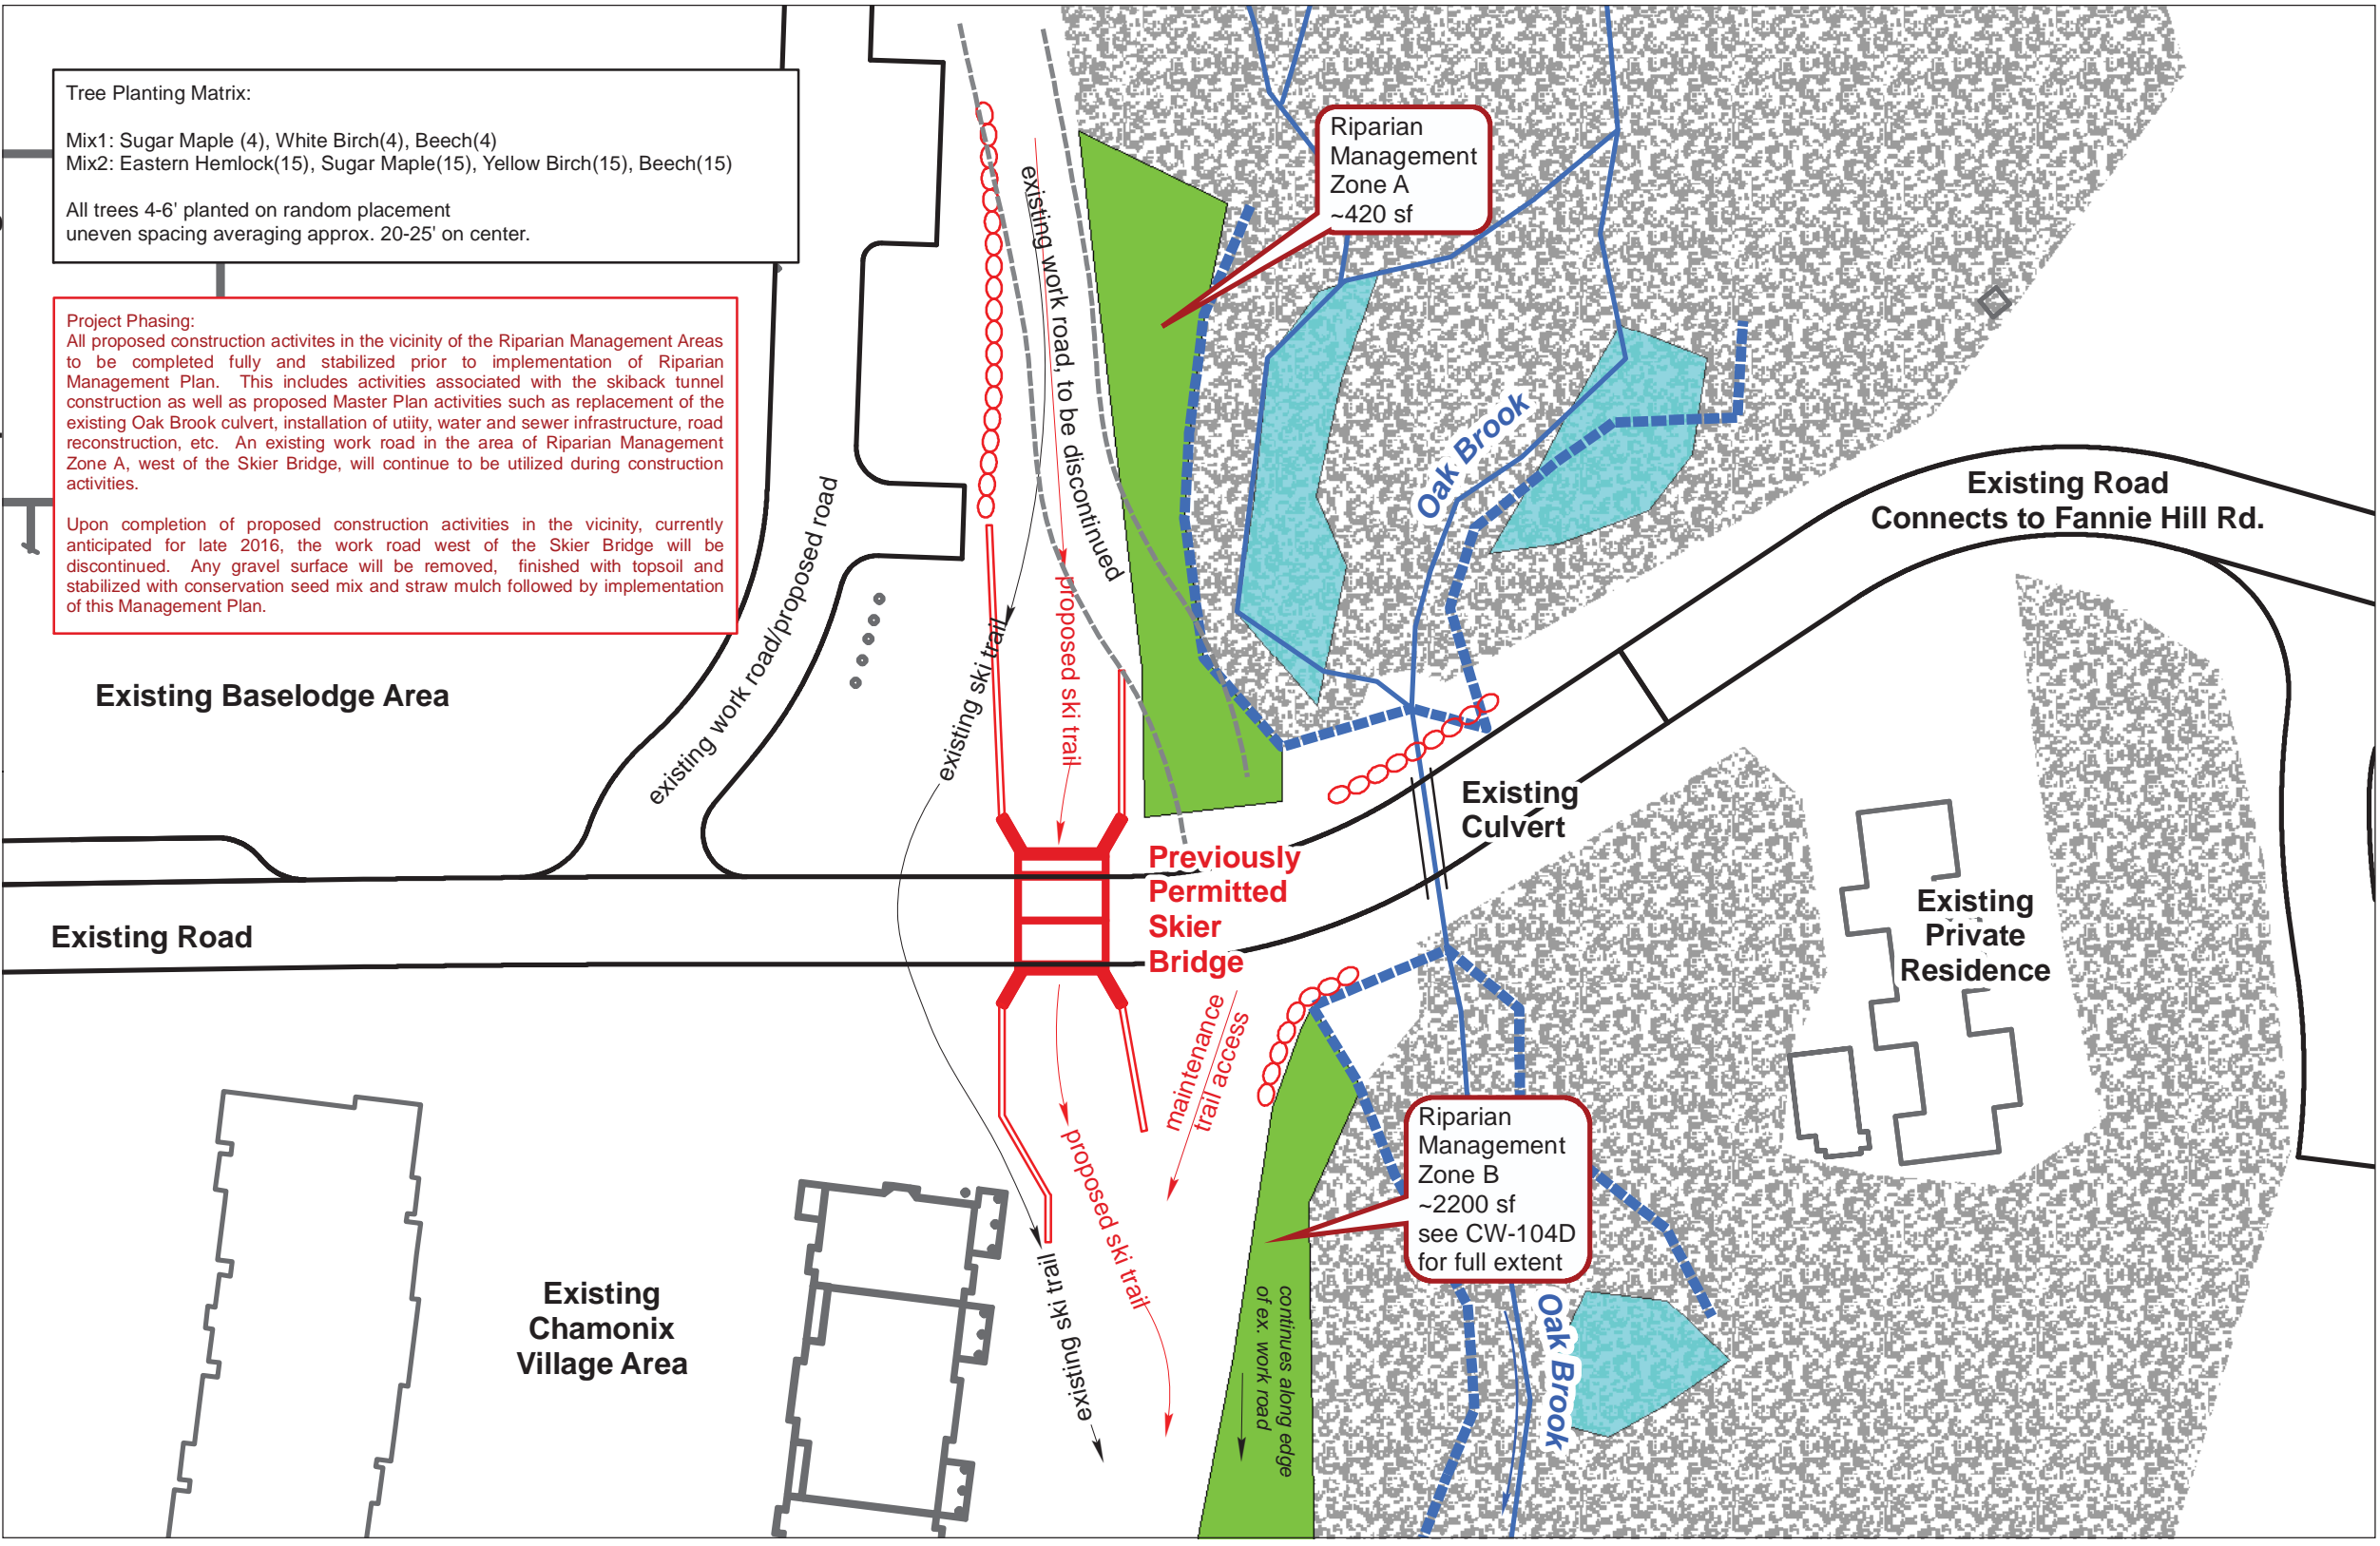 Tree Planting Matrix:
Mix1: Sugar Maple (4), White Birch(4), Beech(4)
Mix2: Eastern Hemlock(15), Sugar Maple(15), Yellow Birch(15), Beech(15)
All trees 4-6' planted on random placement
uneven spacing averaging approx. 20-25' on center.
Project Phasing:
All proposed construction activites in the vicinity of the Riparian Management Areas
to be completed fully and stabilized prior to implementation of Riparian
Management Plan. This includes activities associated with the skiback tunnel
construction as well as proposed Master Plan activities such as replacement of the
existing Oak Brook culvert, installation of utiity, water and sewer infrastructure, road
reconstruction, etc. An existing work road in the area of Riparian Management
Zone A, west of the Skier Bridge, will continue to be utilized during construction
activities.
Upon completion of proposed construction activities in the vicinity, currently
anticipated for late 2016, the work road west of the Skier Bridge will be
discontinued. Any gravel surface will be removed, finished with topsoil and
stabilized with conservation seed mix and straw mulch followed by implementation
of this Management Plan.
Riparian
Management
Zone A
~420 sf
existing work road, to be discontinued
existing work road/proposed road
existing ski trail
proposed ski trail
Oak Brook
Existing Road
Connects to Fannie Hill Rd.
Existing Baselodge Area
Existing
Culvert
Previously
Permitted
Skier
Bridge
Existing Road
Existing
Private
Residence
maintenance
trail access
Riparian
Management
Zone B
~2200 sf
see CW-104D
for full extent
proposed ski trail
existing ski trail
continues along edge
of ex. work road
Oak Brook
Existing
Chamonix
Village Area